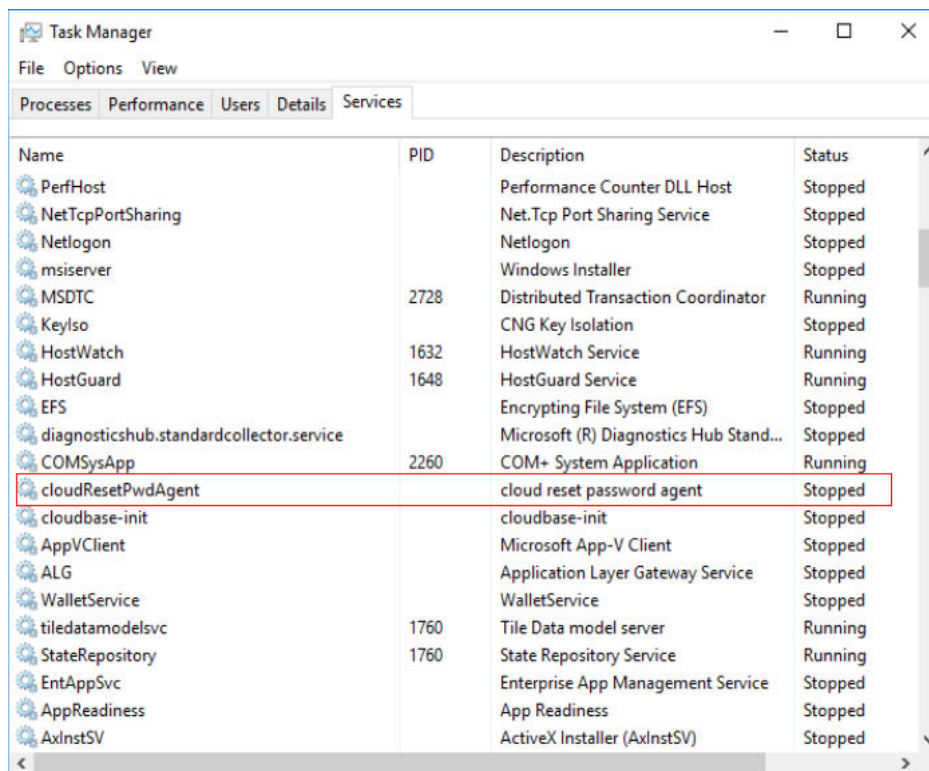 Task Manager
File Options View
Processes Performance Users Details Services
Name PID Description Status
PerfHost Performance Counter DLL Host Stopped
NetTcpPortSharing Net.Tcp Port Sharing Service Stopped
Netlogon Netlogon Stopped
msiserver Windows Installer Stopped
MSDTC 2728 Distributed Transaction Coordinator Running
KeyIso CNG Key Isolation Stopped
HostWatch 1632 HostWatch Service Running
HostGuard 1648 HostGuard Service Running
EFS Encrypting File System (EFS) Stopped
diagnosticshub.standardcollector.service Microsoft (R) Diagnostics Hub Stand... Stopped
COMSysApp 2260 COM+ System Application Running
cloudResetPwdAgent cloud reset password agent Stopped
cloudbase-init cloudbase-init Stopped
AppVClient Microsoft App-V Client Stopped
ALG Application Layer Gateway Service Stopped
WalletService WalletService Stopped
tiledatamodelsvc 1760 Tile Data model server Running
StateRepository 1760 State Repository Service Running
EntAppSvc Enterprise App Management Service Stopped
AppReadiness App Readiness Stopped
AxInstSV ActiveX Installer (AxInstSV) Stopped